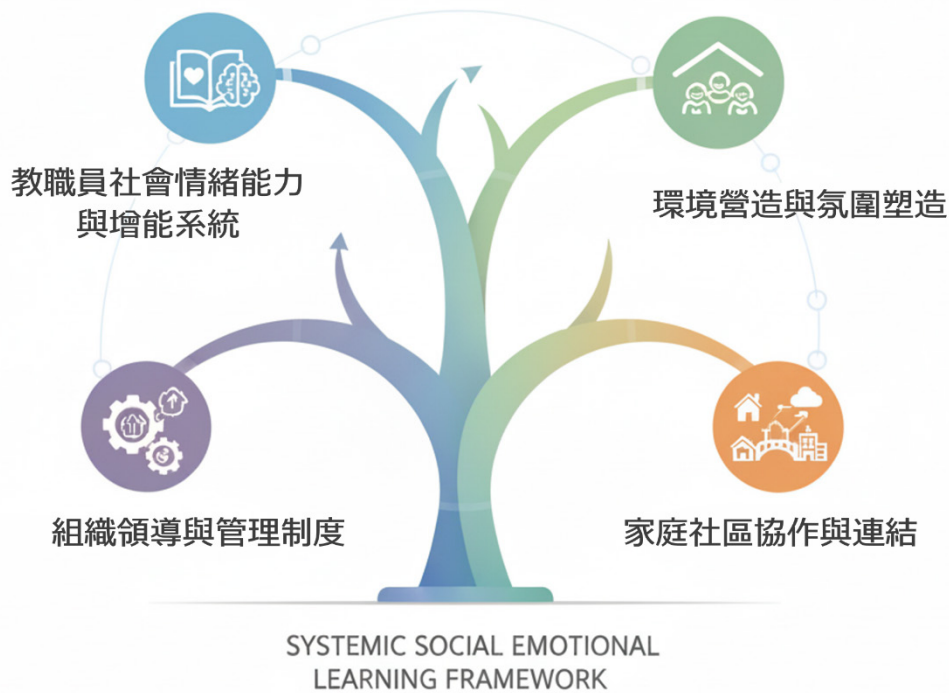 教職員社會情緒能力
與增能系統
環境營造與氛圍塑造
組織領導與管理制度
家庭社區協作與連結
SYSTEMIC SOCIAL EMOTIONAL
LEARNING FRAMEWORK